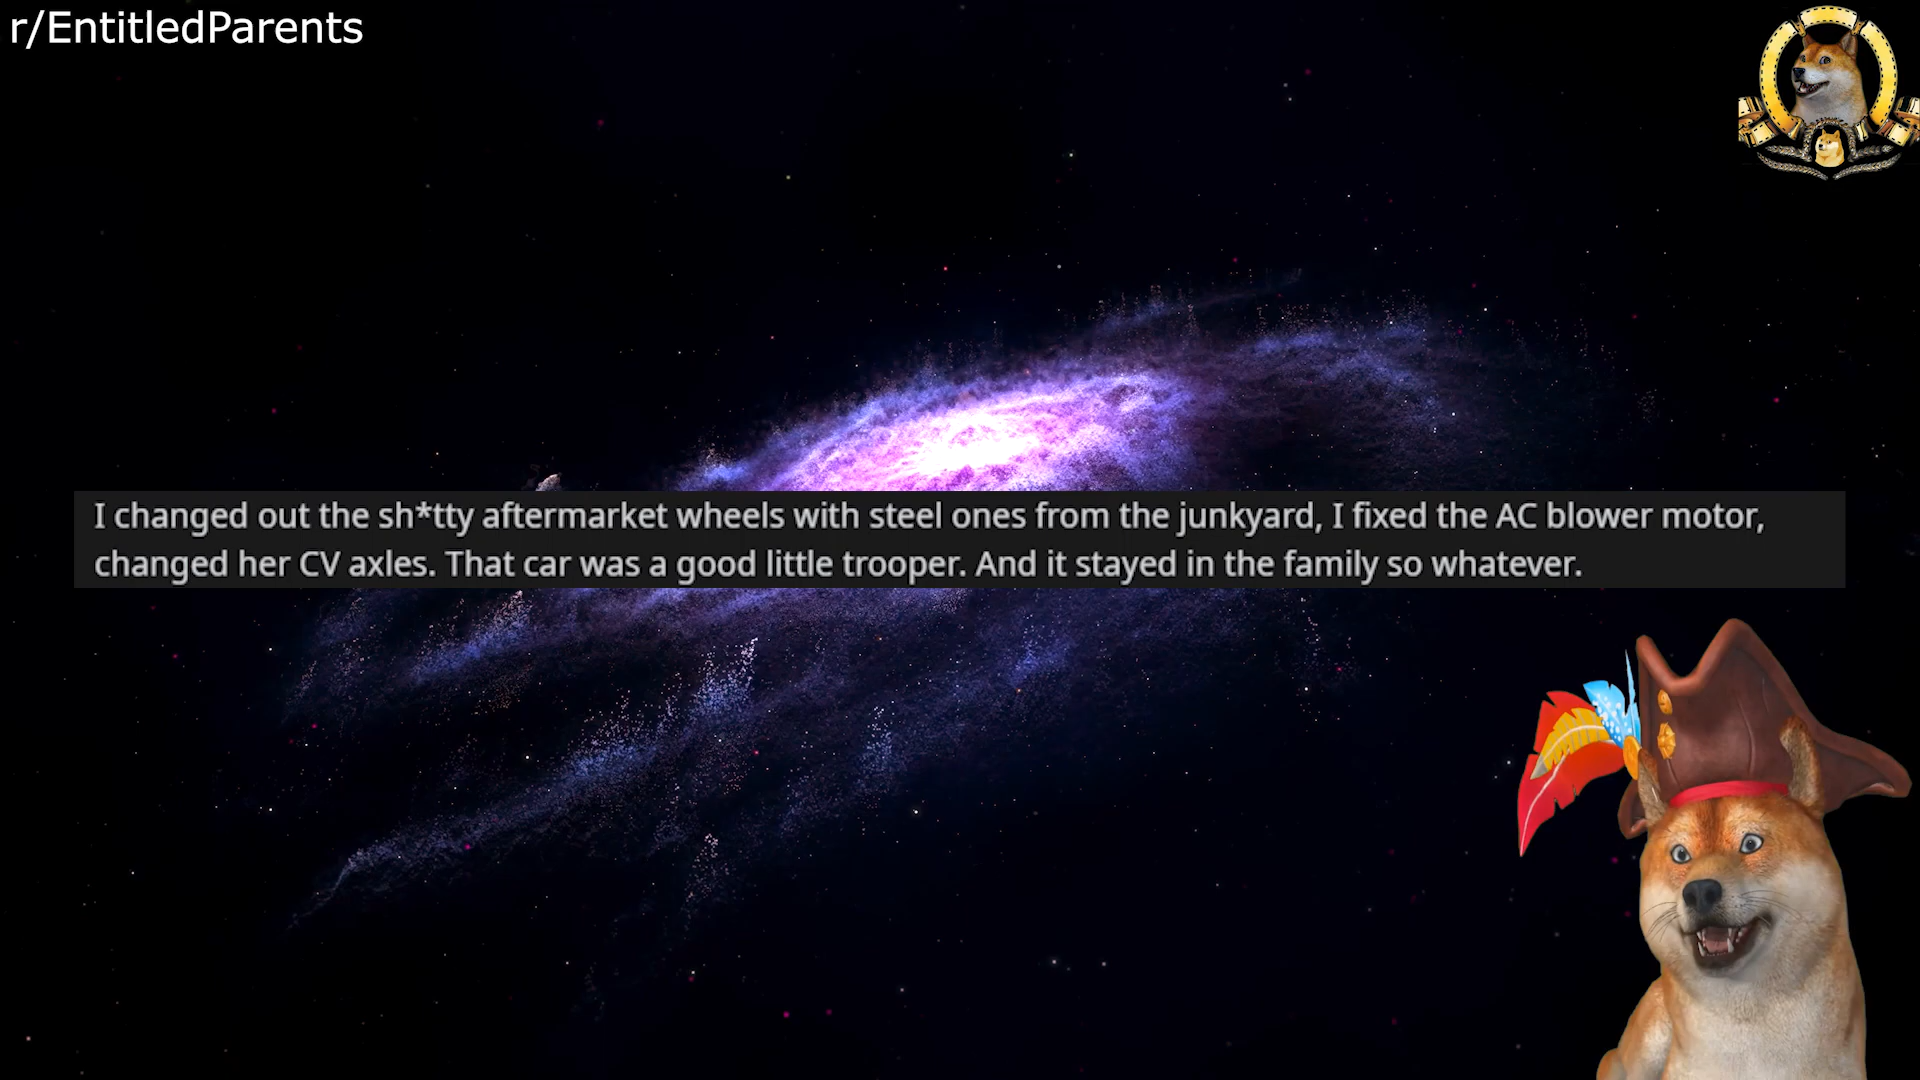 r/EntitledParents
I changed out the sh*tty aftermarket wheels with steel ones from the junkyard, I fixed the AC blower motor,
changed her CV axles. That car was a good little trooper. And it stayed in the family so whatever.